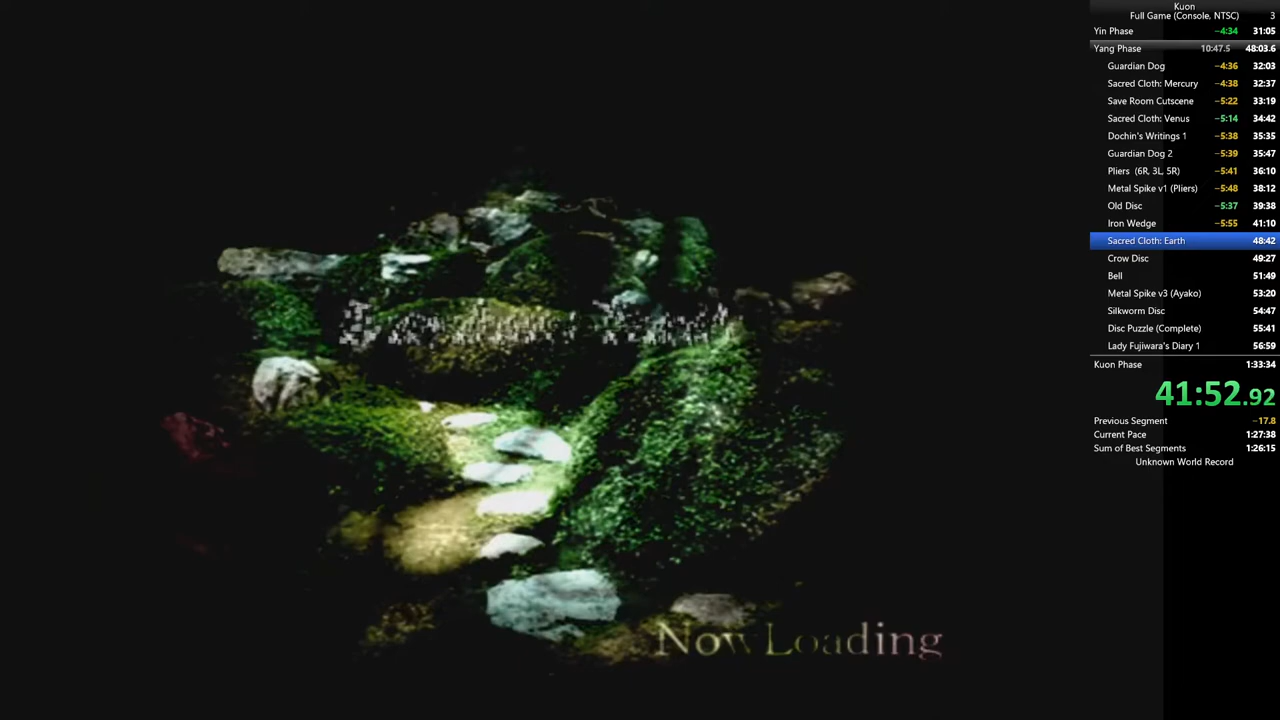 Kuon
Full Game (Console, NTSC) 3
Yin Phase −4:34 31:05
Yang Phase 10:47.5 48:03.6
Guardian Dog −4:36 32:03
Sacred Cloth: Mercury −4:38 32:37
Save Room Cutscene −5:22 33:19
Sacred Cloth: Venus −5:14 34:42
Dochin's Writings 1 −5:38 35:35
Guardian Dog 2 −5:39 35:47
Pliers (6R, 3L, 5R) −5:41 36:10
Metal Spike v1 (Pliers) −5:48 38:12
Old Disc −5:37 39:38
Iron Wedge −5:55 41:10
Sacred Cloth: Earth 48:42
Crow Disc 49:27
Bell 51:49
Metal Spike v3 (Ayako) 53:20
Silkworm Disc 54:47
Disc Puzzle (Complete) 55:41
Lady Fujiwara's Diary 1 56:59
Kuon Phase 1:33:34
41:52.92
Previous Segment −17.8
Current Pace 1:27:38
Sum of Best Segments 1:26:15
Unknown World Record
Now Loading